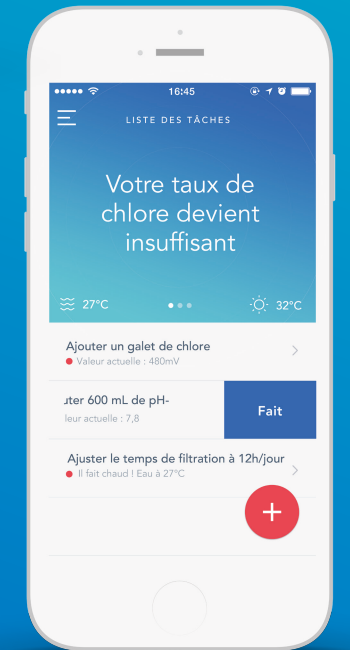 16:45
LISTE DES TÂCHES
Votre taux de
chlore devient
insuffisant
27°C
32°C
Ajouter un galet de chlore
Valeur actuelle : 480mV
uter 600 mL de pH-
leur actuelle : 7,8
Fait
Ajuster le temps de filtration à 12h/jour
Il fait chaud ! Eau à 27°C
+